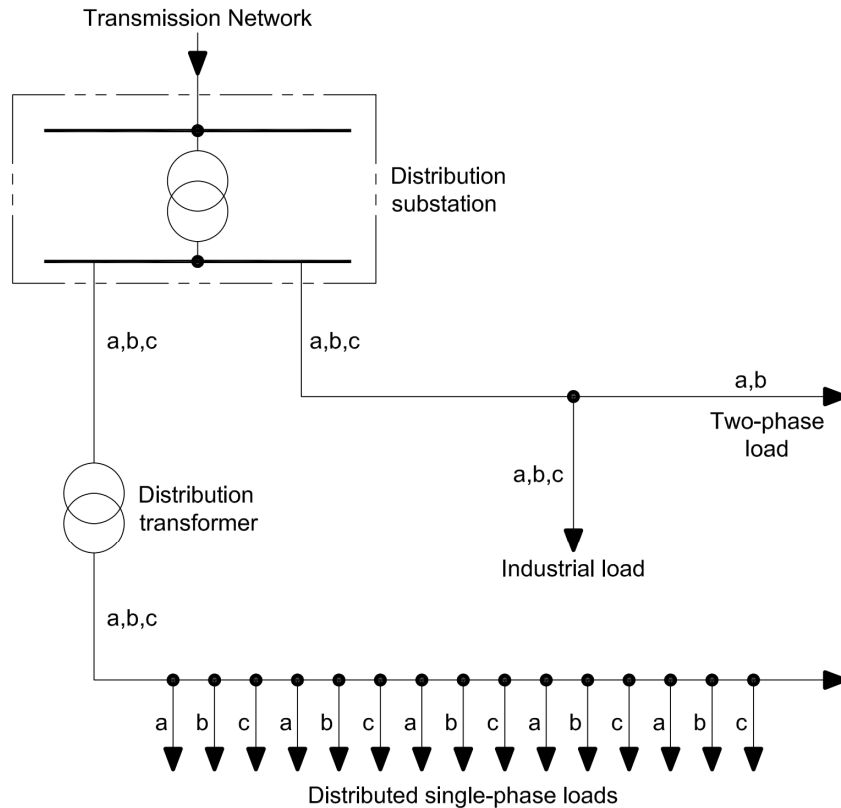 Transmission Network
Distribution
substation
a,b,c
a,b,c
a,b
Two-phase
load
a,b,c
Distribution
transformer
Industrial load
a,b,c
a
b
c
a
b
c
a
b
c
a
b
c
a
b
c
Distributed single-phase loads